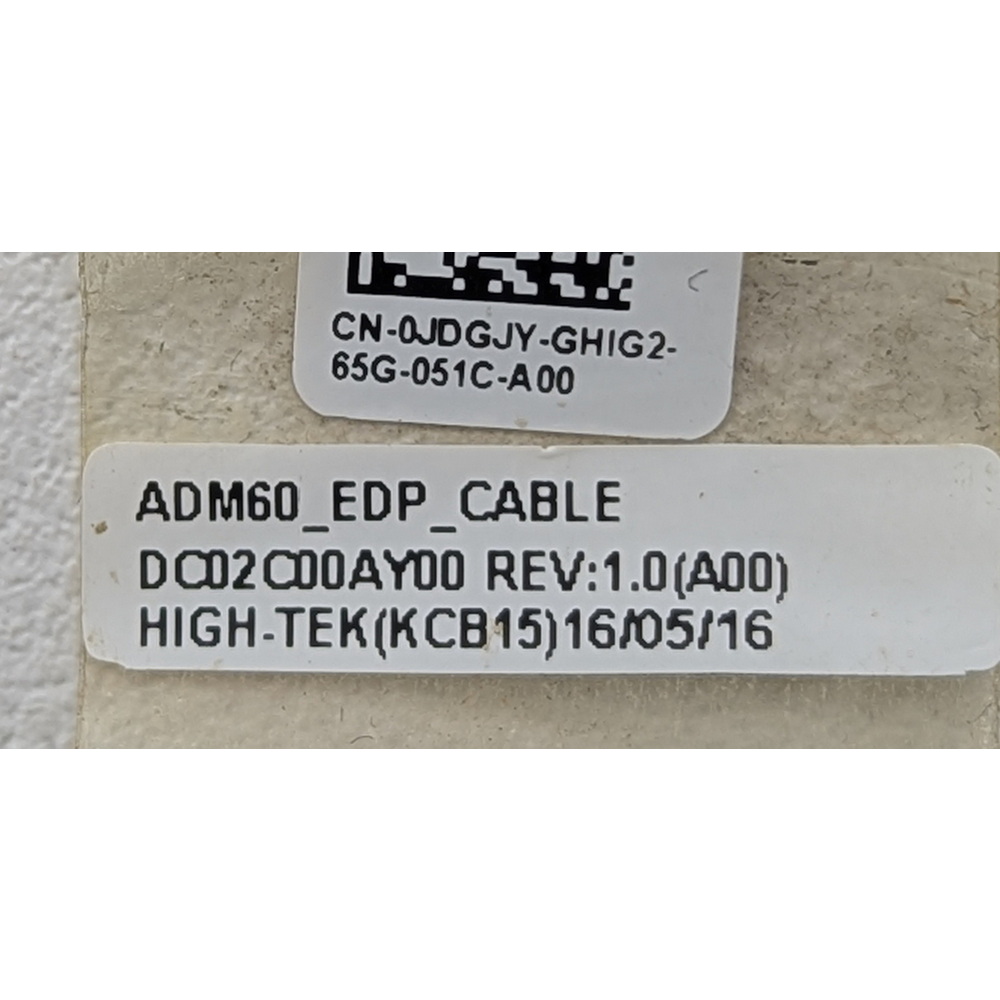 CN-0JDGJY-GHIG2-
65G-051C-A00
ADM60_EDP_CABLE
DC02C00AY00 REV:1.0(A00)
HIGH-TEK(KCB15)16/05/16